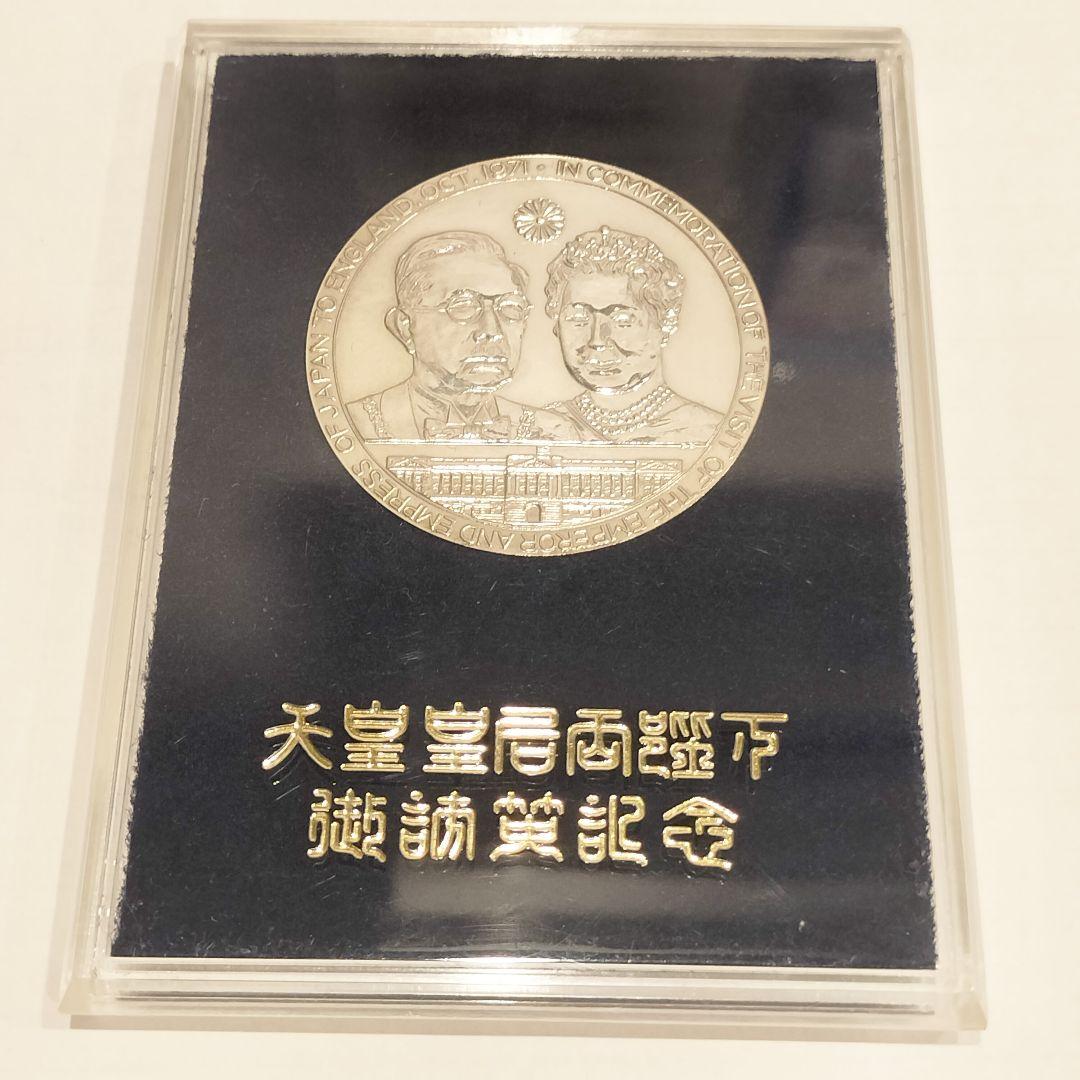 IN COMMEMORATION OF THE VISIT OF THE EMPEROR AND EMPRESS OF JAPAN TO ENGLAND, OCT. 1971 •
天皇皇后両陛下
御訪英記念